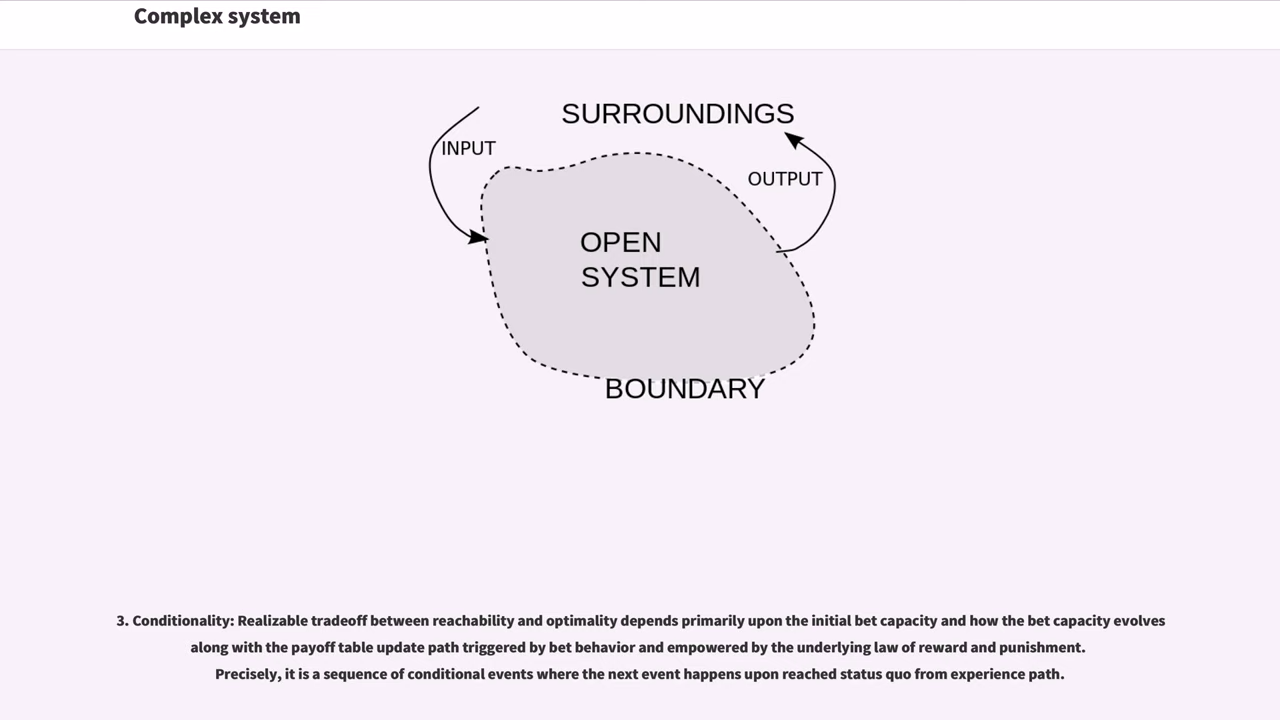 Complex system
SURROUNDINGS
INPUT
OUTPUT
OPEN
SYSTEM
BOUNDARY
3. Conditionality: Realizable tradeoff between reachability and optimality depends primarily upon the initial bet capacity and how the bet capacity evolves
along with the payoff table update path triggered by bet behavior and empowered by the underlying law of reward and punishment.
Precisely, it is a sequence of conditional events where the next event happens upon reached status quo from experience path.